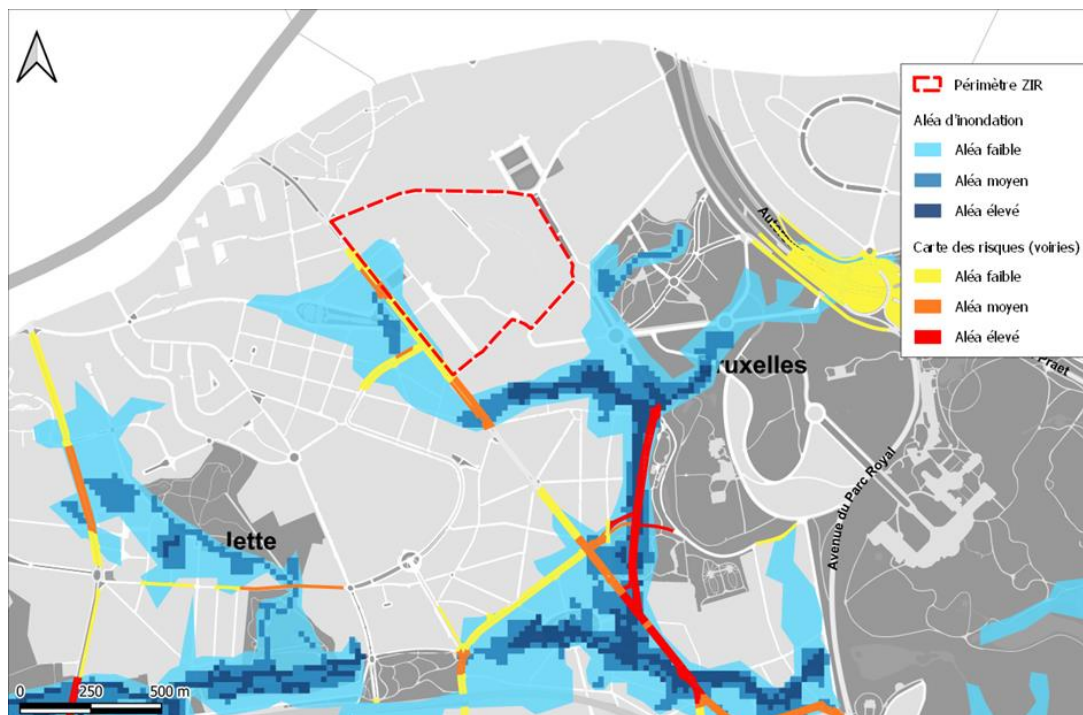 Périmètre ZIR
Aléa d'inondation
Aléa faible
Aléa moyen
Aléa élevé
Carte des risques (voiries)
Aléa faible
Aléa moyen
Aléa élevé
ruxelles
Praet
Avenue du Parc Royal
lette
0 250 500 m